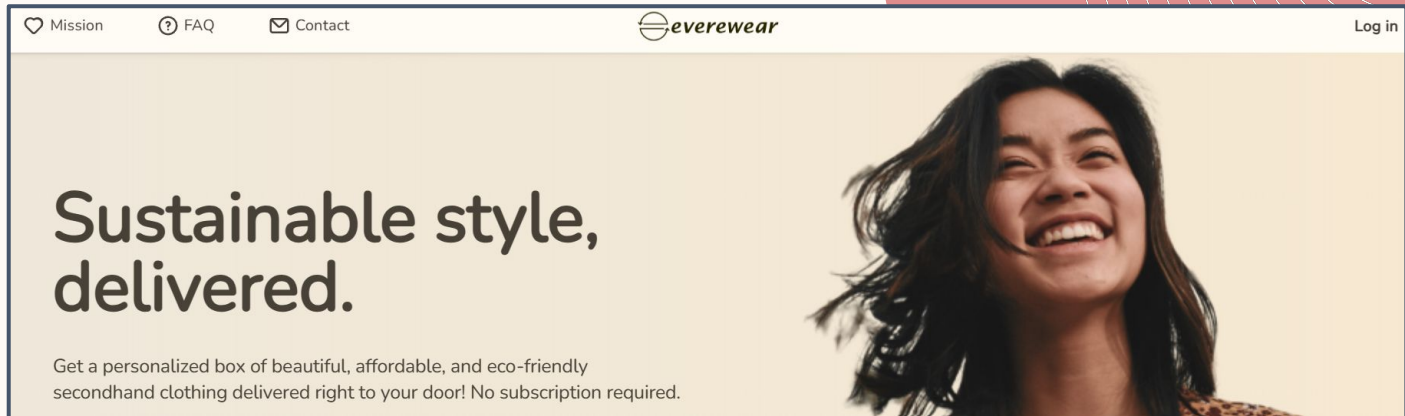 Mission FAQ Contact everewear Log in
Sustainable style,
delivered.
Get a personalized box of beautiful, affordable, and eco-friendly
secondhand clothing delivered right to your door! No subscription required.